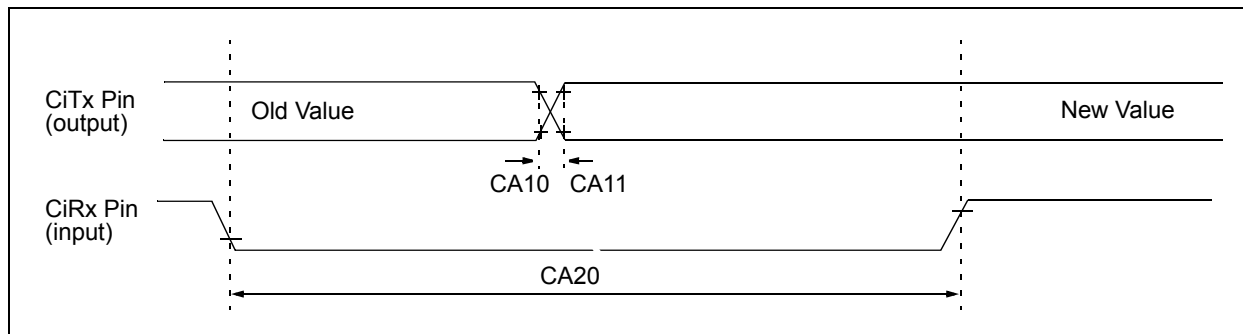 CiTx Pin
(output)
Old Value
New Value
CA10 CA11
CiRx Pin
(input)
CA20